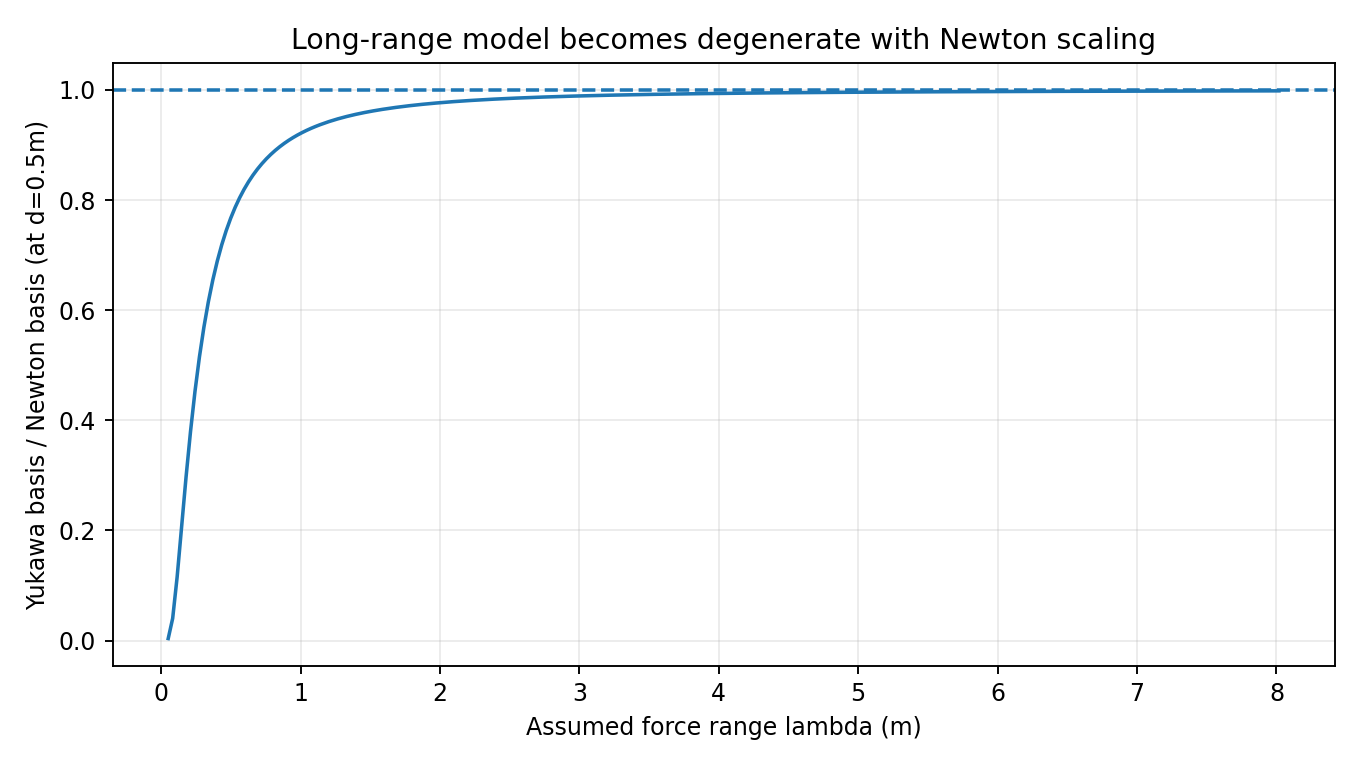 Long-range model becomes degenerate with Newton scaling
Yukawa basis / Newton basis (at d=0.5m)
1.0
0.8
0.6
0.4
0.2
0.0
0 1 2 3 4 5 6 7 8
Assumed force range lambda (m)